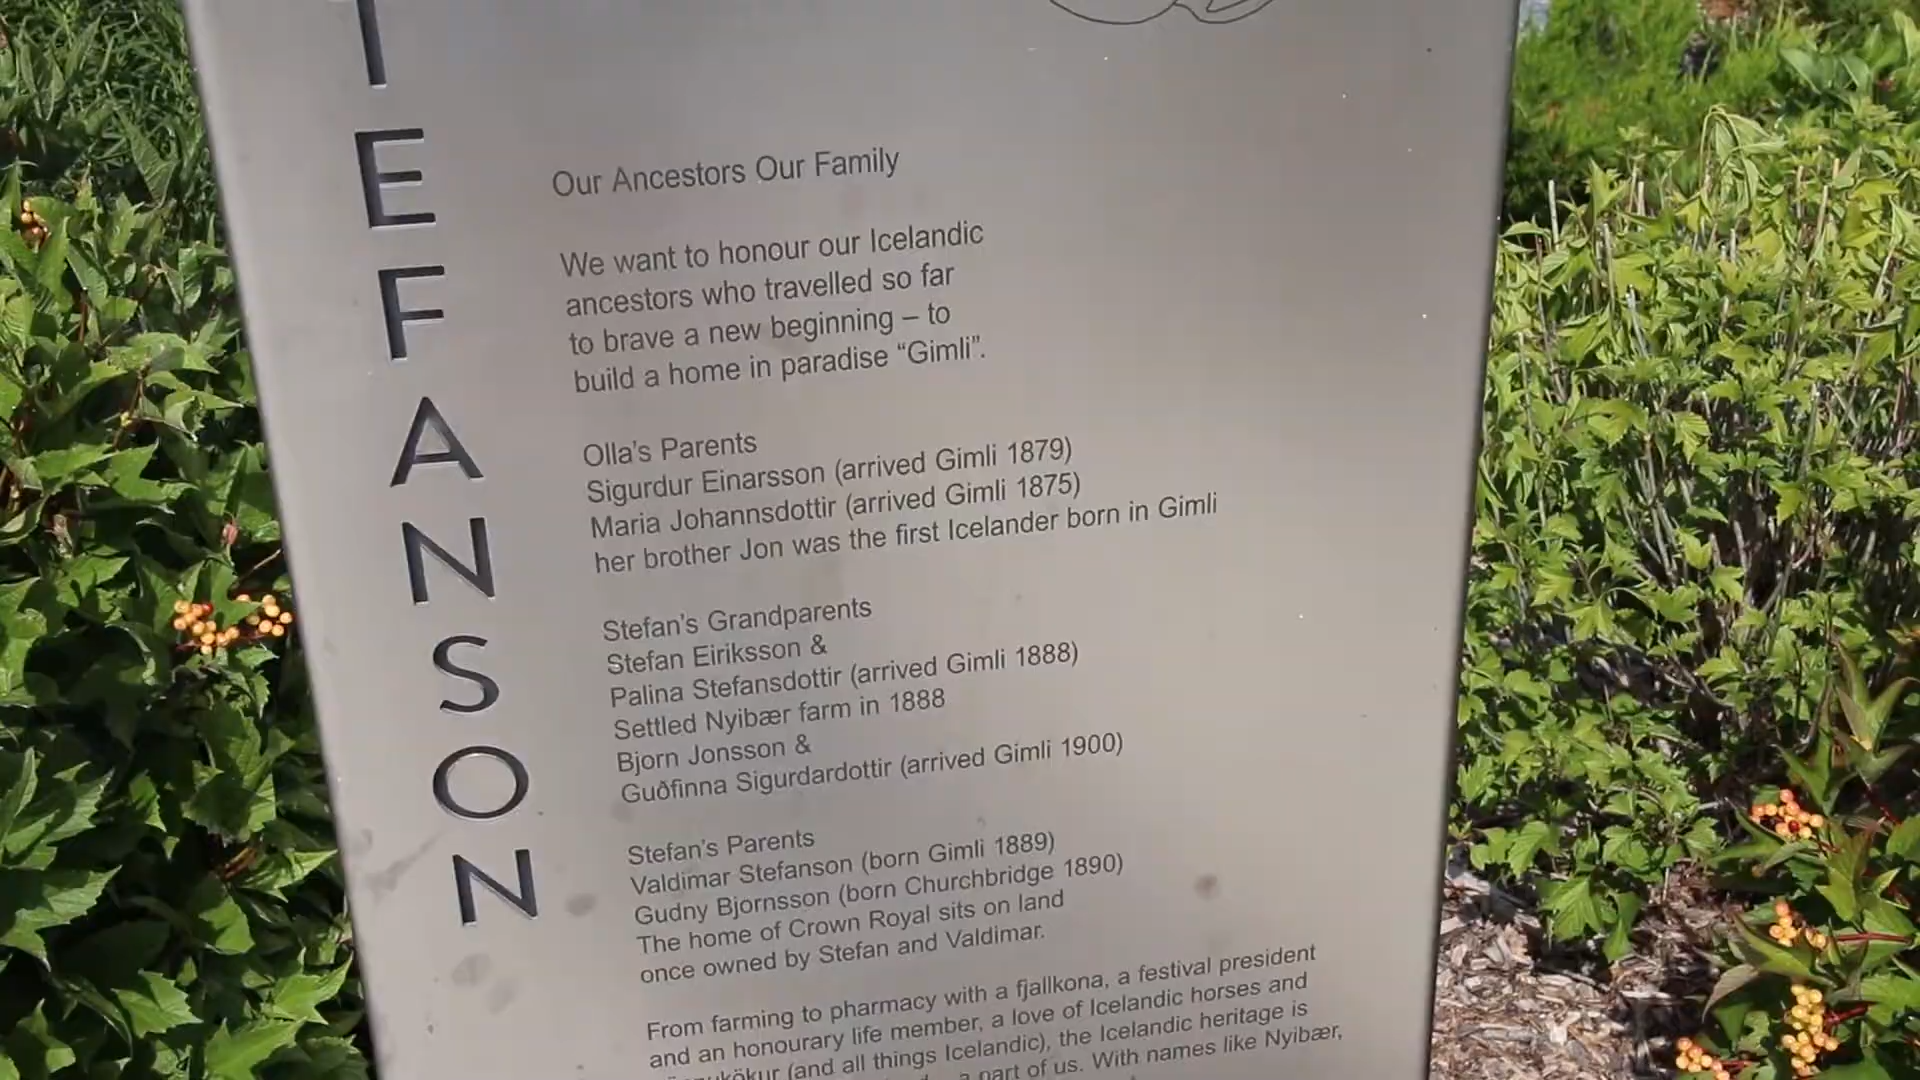 TEFANSON
Our Ancestors Our Family
We want to honour our Icelandic
ancestors who travelled so far
to brave a new beginning – to
build a home in paradise “Gimli”.
Olla’s Parents
Sigurdur Einarsson (arrived Gimli 1879)
Maria Johannsdottir (arrived Gimli 1875)
her brother Jon was the first Icelander born in Gimli
Stefan’s Grandparents
Stefan Eiriksson &
Palina Stefansdottir (arrived Gimli 1888)
Settled Nyibær farm in 1888
Bjorn Jonsson &
Guðfinna Sigurdardottir (arrived Gimli 1900)
Stefan’s Parents
Valdimar Stefanson (born Gimli 1889)
Gudny Bjornsson (born Churchbridge 1890)
The home of Crown Royal sits on land
once owned by Stefan and Valdimar.
From farming to pharmacy with a fjallkona, a festival president
and an honourary life member, a love of Icelandic horses and
(and all things Icelandic), the Icelandic heritage is
a part of us. With names like Nyibær,